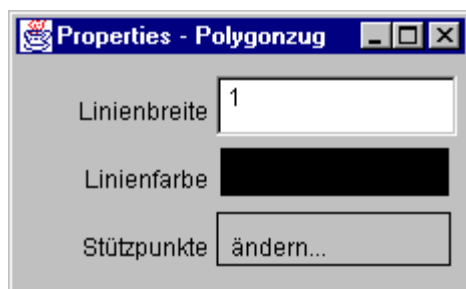 Properties - Polygonzug
Linienbreite 1
Linienfarbe
Stützpunkte ändern...